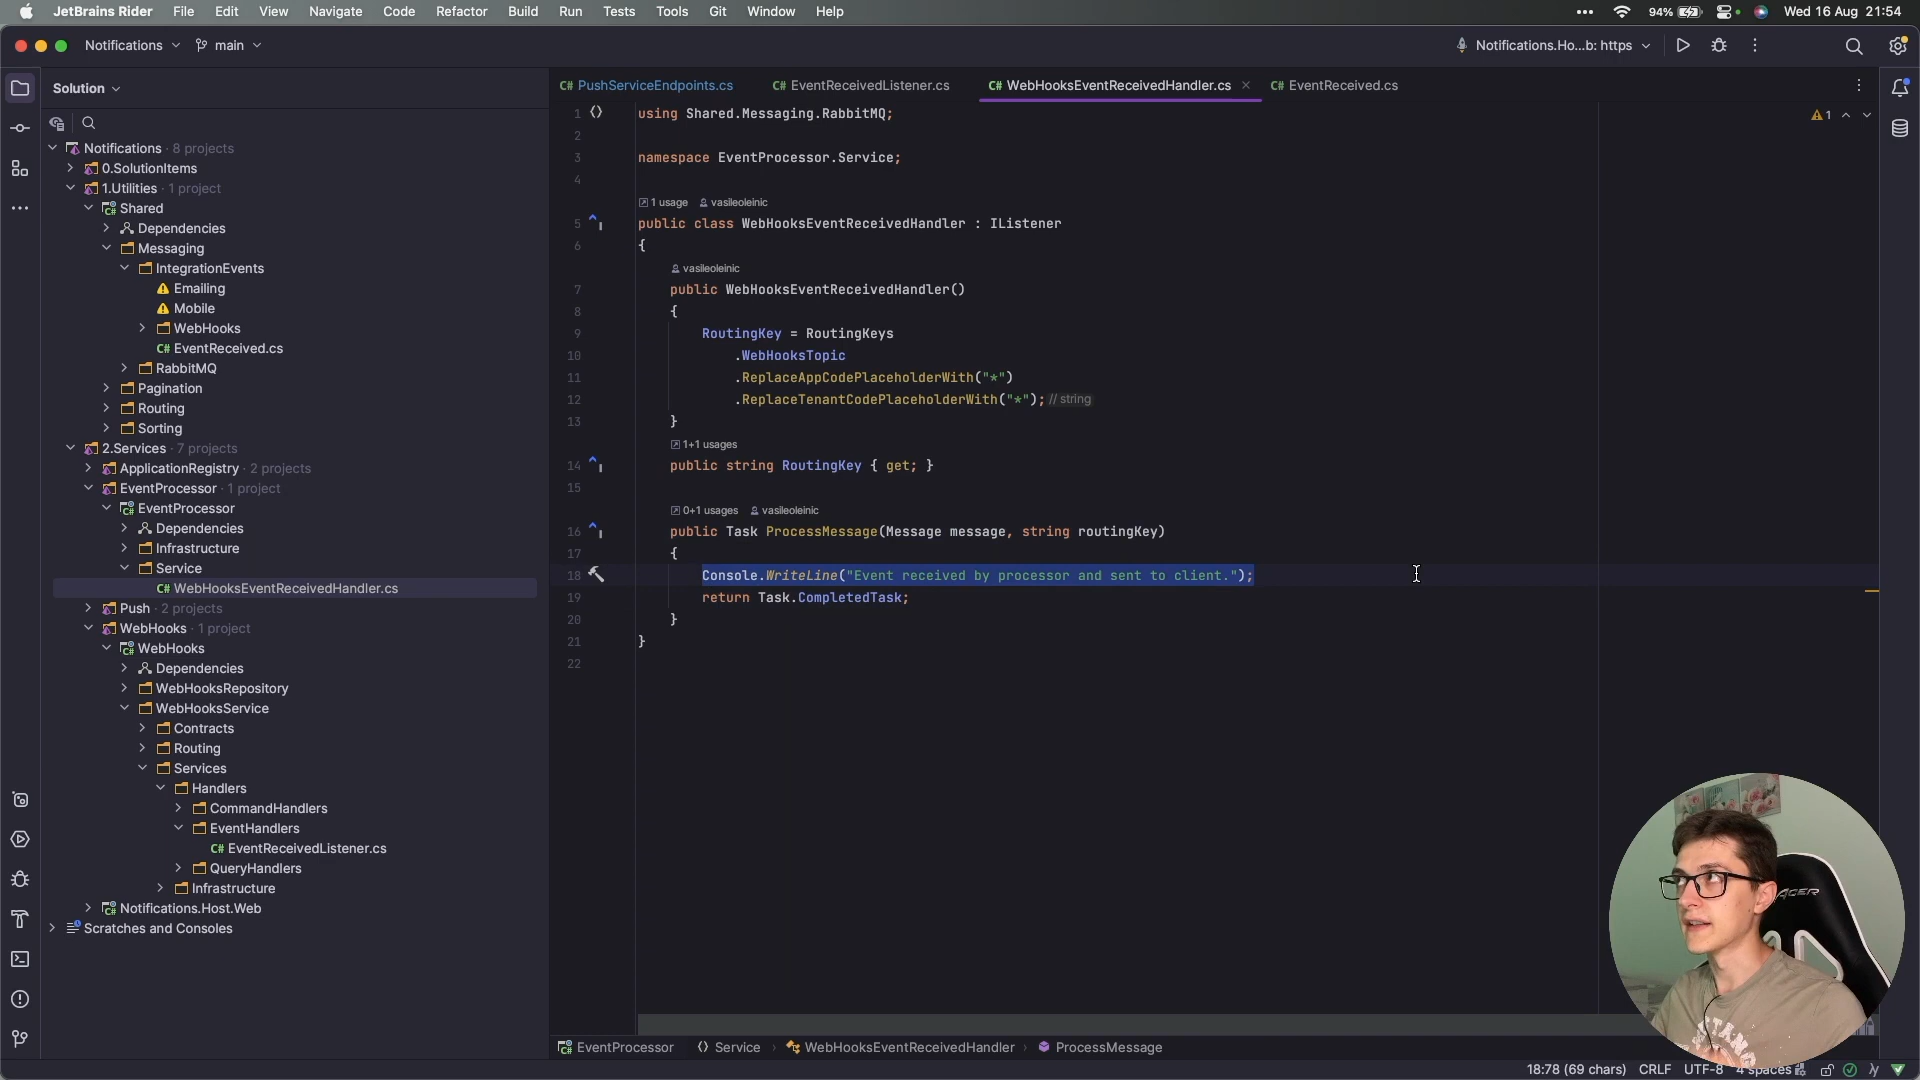 JetBrains Rider File Edit View Navigate Code Refactor Build Run Tests Tools Git Window Help 94% Wed 16 Aug 21:54
Notifications main Notifications.Ho...b: https
Solution
PushServiceEndpoints.cs EventReceivedListener.cs WebHooksEventReceivedHandler.cs EventReceived.cs
Notifications · 8 projects
0.SolutionItems
1.Utilities · 1 project
Shared
Dependencies
Messaging
IntegrationEvents
Emailing
Mobile
WebHooks
EventReceived.cs
RabbitMQ
Pagination
Routing
Sorting
2.Services · 7 projects
ApplicationRegistry · 2 projects
EventProcessor · 1 project
EventProcessor
Dependencies
Infrastructure
Service
C# WebHooksEventReceivedHandler.cs
Push · 2 projects
WebHooks · 1 project
WebHooks
Dependencies
WebHooksRepository
WebHooksService
Contracts
Routing
Services
Handlers
CommandHandlers
EventHandlers
C# EventReceivedListener.cs
QueryHandlers
Infrastructure
Notifications.Host.Web
Scratches and Consoles
1 using Shared.Messaging.RabbitMQ;
2
3 namespace EventProcessor.Service;
4
1 usage vasileoleinic
5 public class WebHooksEventReceivedHandler : IListener
6 {
vasileoleinic
7 public WebHooksEventReceivedHandler()
8 {
9 RoutingKey = RoutingKeys
10 .WebHooksTopic
11 .ReplaceAppCodePlaceholderWith("*")
12 .ReplaceTenantCodePlaceholderWith("*"); // string
13 }
1+1 usages
14 public string RoutingKey { get; }
15
0+1 usages vasileoleinic
16 public Task ProcessMessage(Message message, string routingKey)
17 {
18 Console.WriteLine("Event received by processor and sent to client.");
19 return Task.CompletedTask;
20 }
21 }
22
1
ACER
EventProcessor Service WebHooksEventReceivedHandler ProcessMessage
18:78 (69 chars) CRLF UTF-8 4 spaces